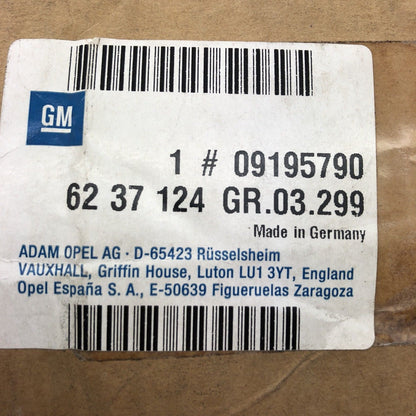 GM
1 # 09195790
62 37 124 GR.03.299
Made in Germany
ADAM OPEL AG · D-65423 Rüsselsheim
VAUXHALL, Griffin House, Luton LU1 3YT, England
Opel España S. A., E-50639 Figueruelas Zaragoza